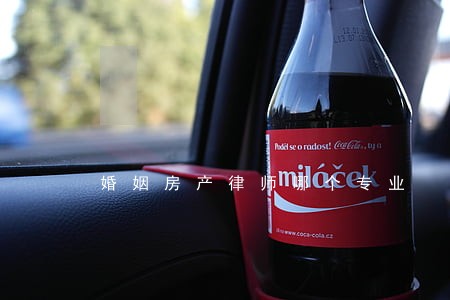 Poděl se o radost! Coca-Cola, ty a
miláček
婚姻房产律师哪个专业
www.coca-cola.cz